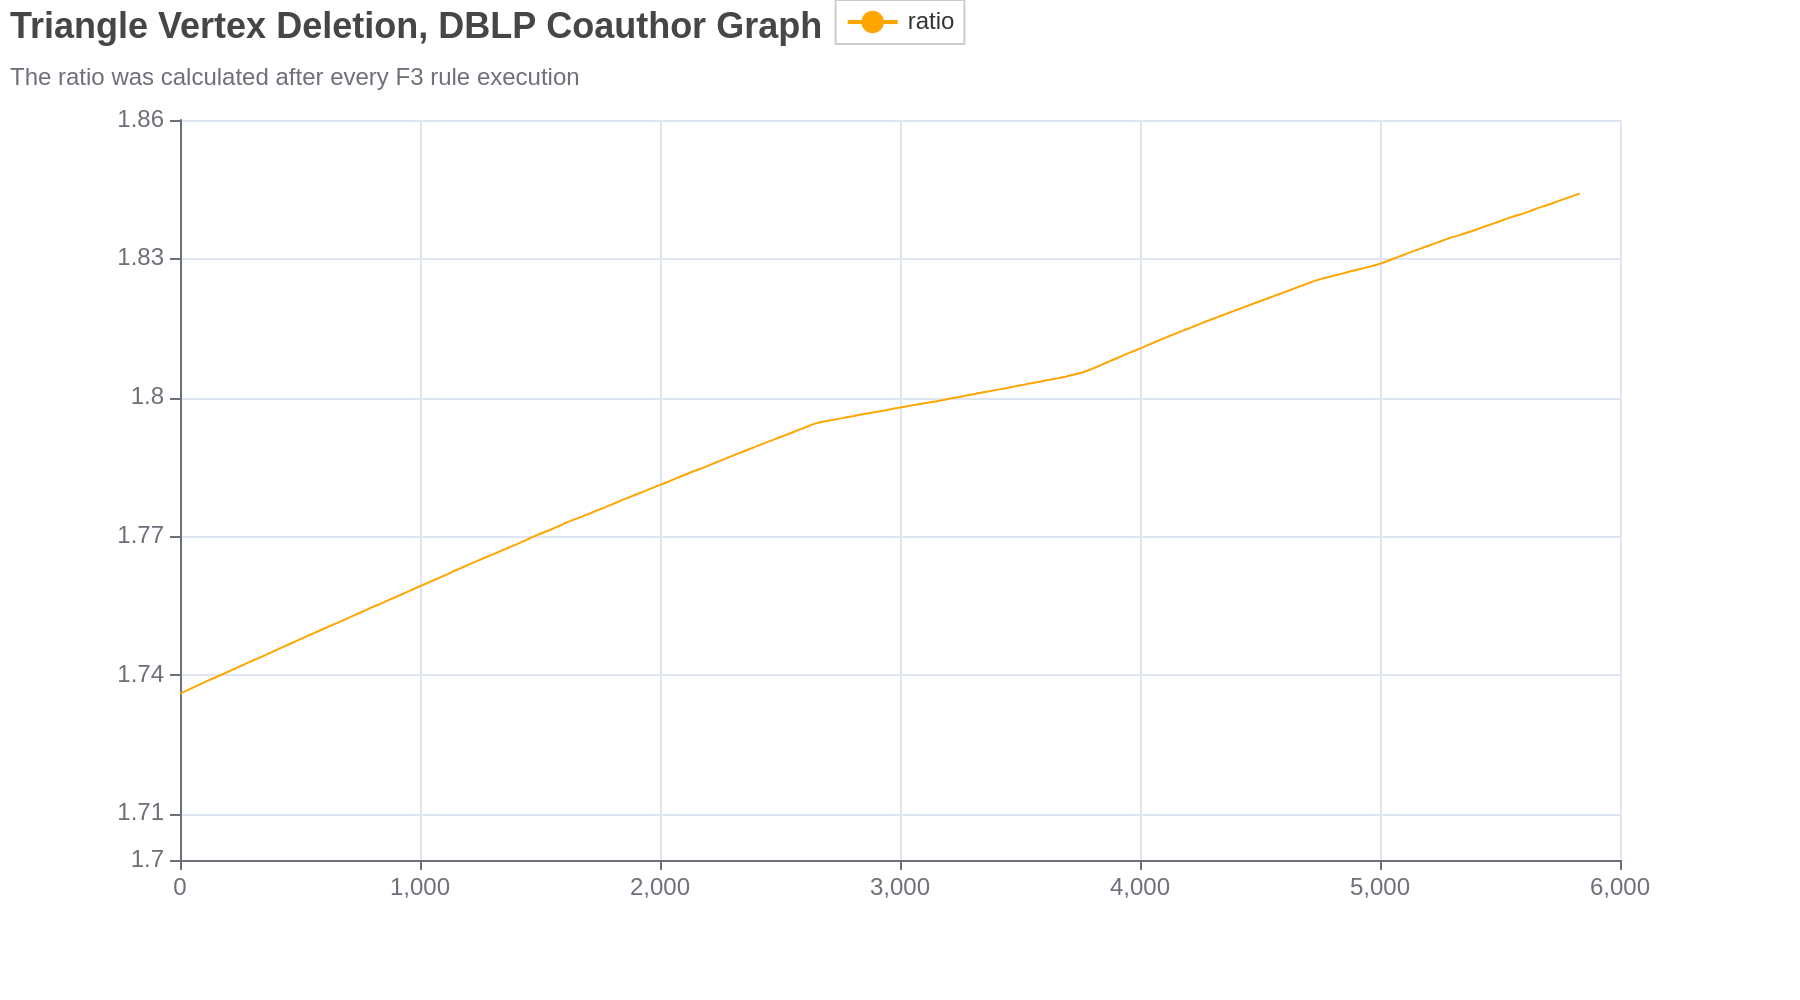 Triangle Vertex Deletion, DBLP Coauthor Graph
ratio
The ratio was calculated after every F3 rule execution
1.86
1.83
1.8
1.77
1.74
1.71
1.7
0 1,000 2,000 3,000 4,000 5,000 6,000